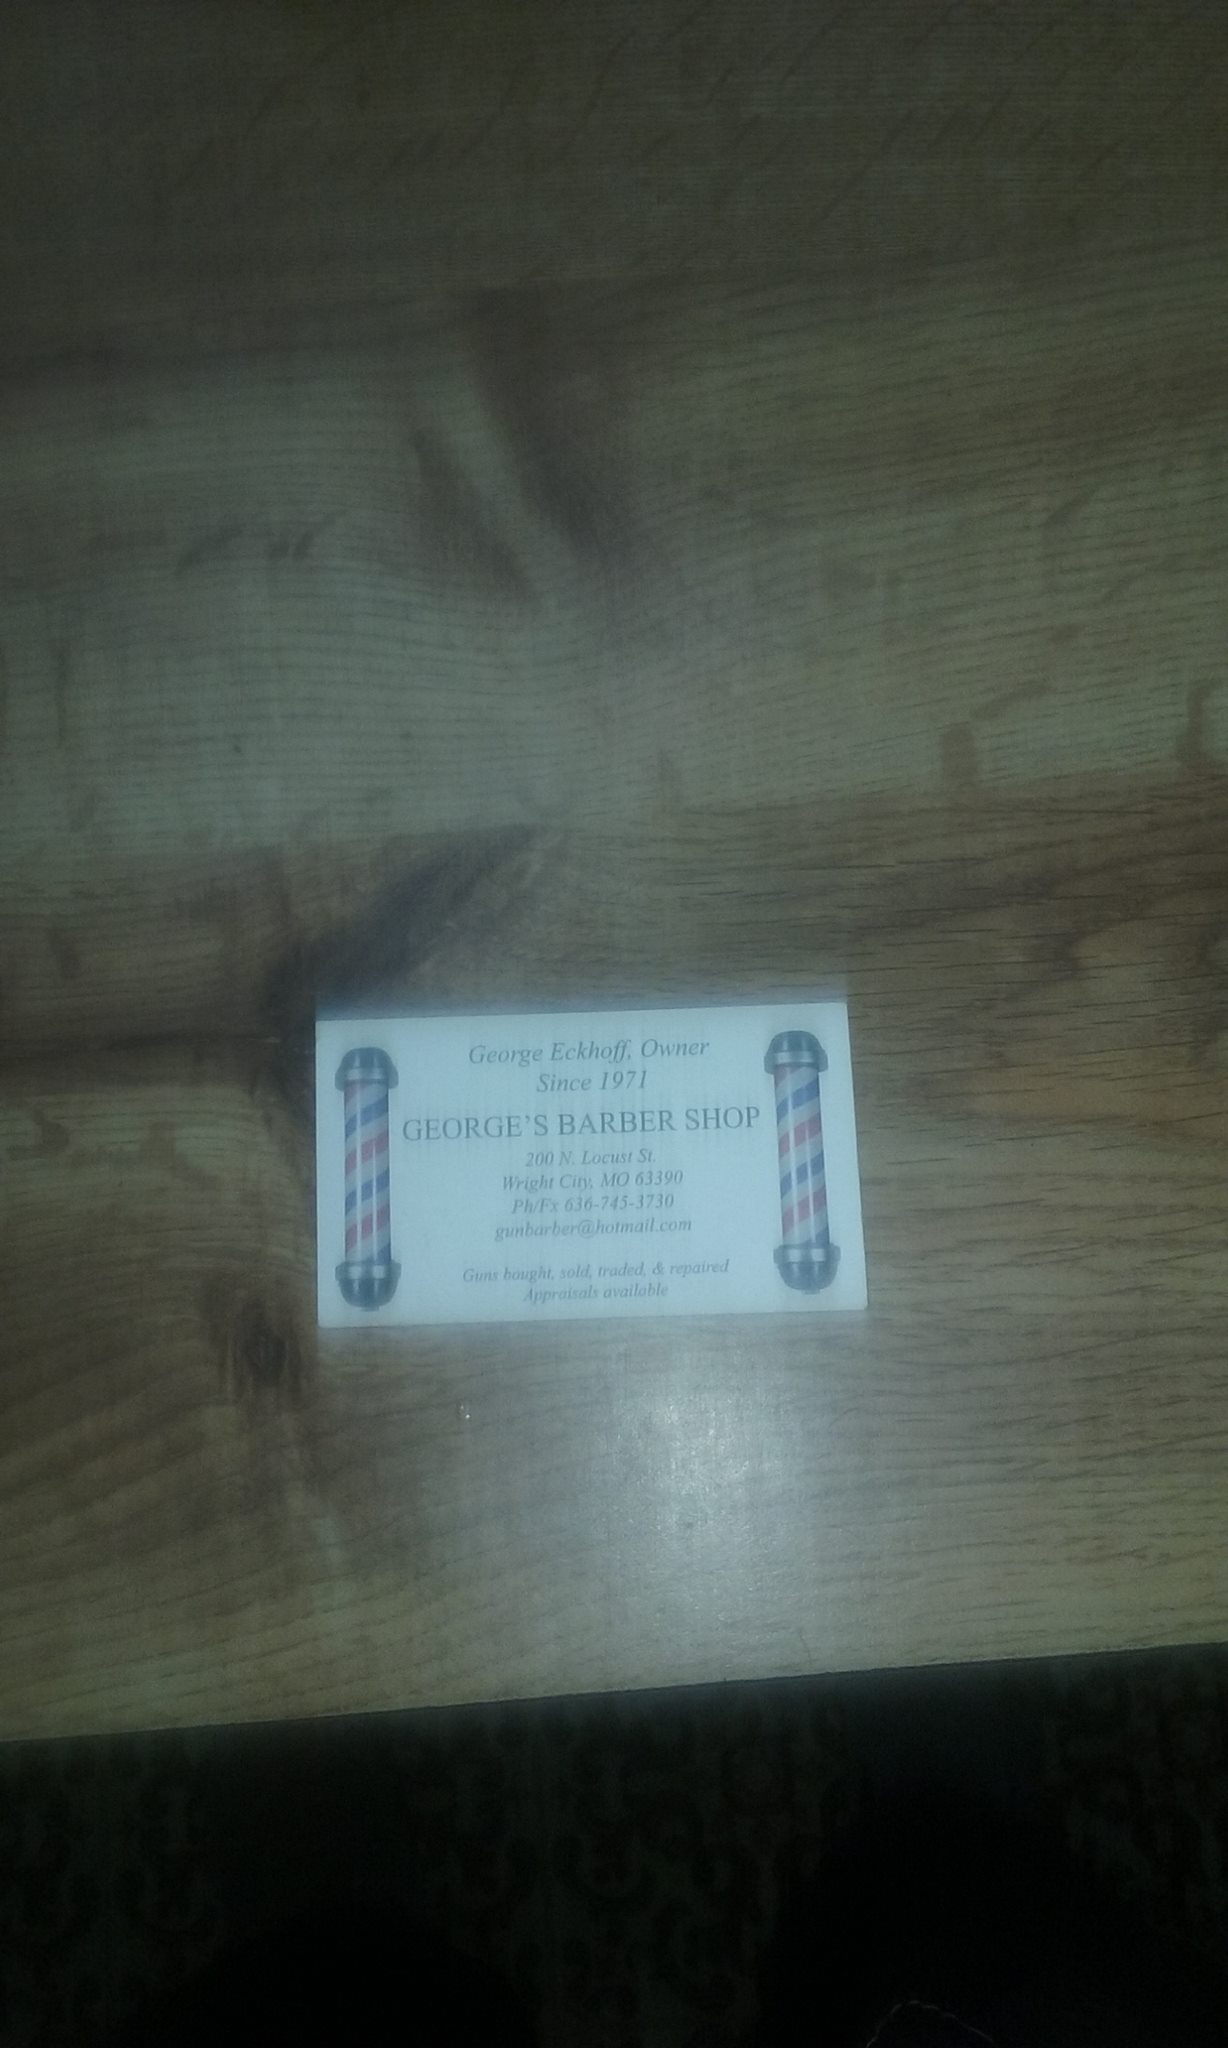 George Eckhoff, Owner
Since 1971
GEORGE'S BARBER SHOP
200 N. Locust St.
Wright City, MO 63390
Ph/Fx 636-745-3730
gunbarber@hotmail.com
Guns bought, sold, traded, & repaired
Appraisals available